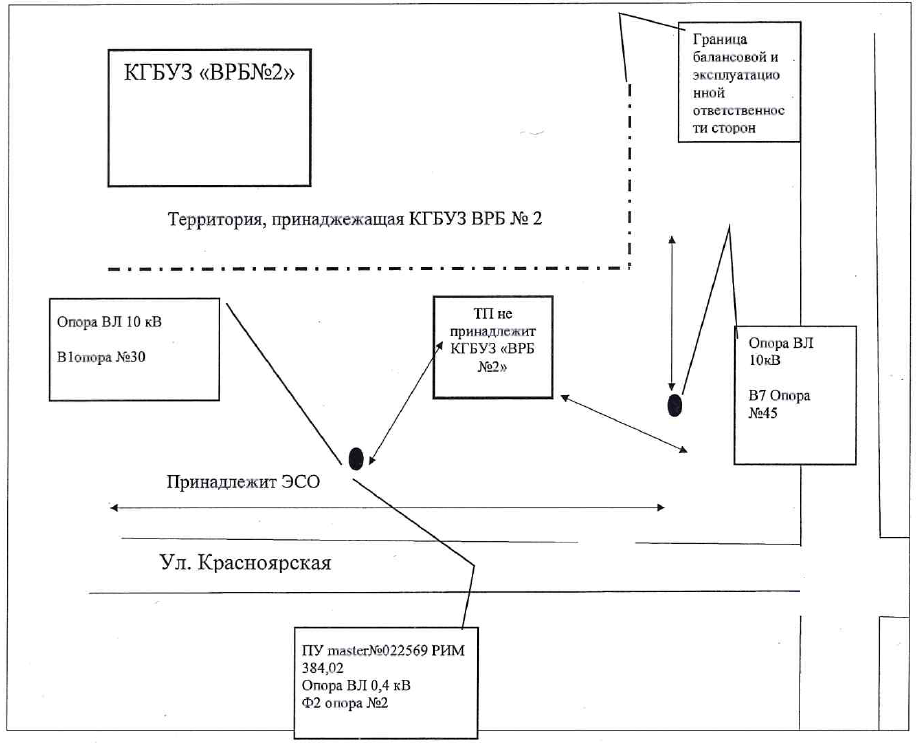 КГБУЗ «ВРБ№2»
Граница
балансовой и
эксплуатацио
нной
ответственнос
ти сторон
Территория, принаджежащая КГБУЗ ВРБ № 2
Опора ВЛ 10 кВ
В1опора №30
ТП не
принадлежит
КГБУЗ «ВРБ
№2»
Опора ВЛ
10кВ
В7 Опора
№45
Принадлежит ЭСО
Ул. Красноярская
ПУ master№022569 РИМ
384,02
Опора ВЛ 0,4 кВ
Ф2 опора №2